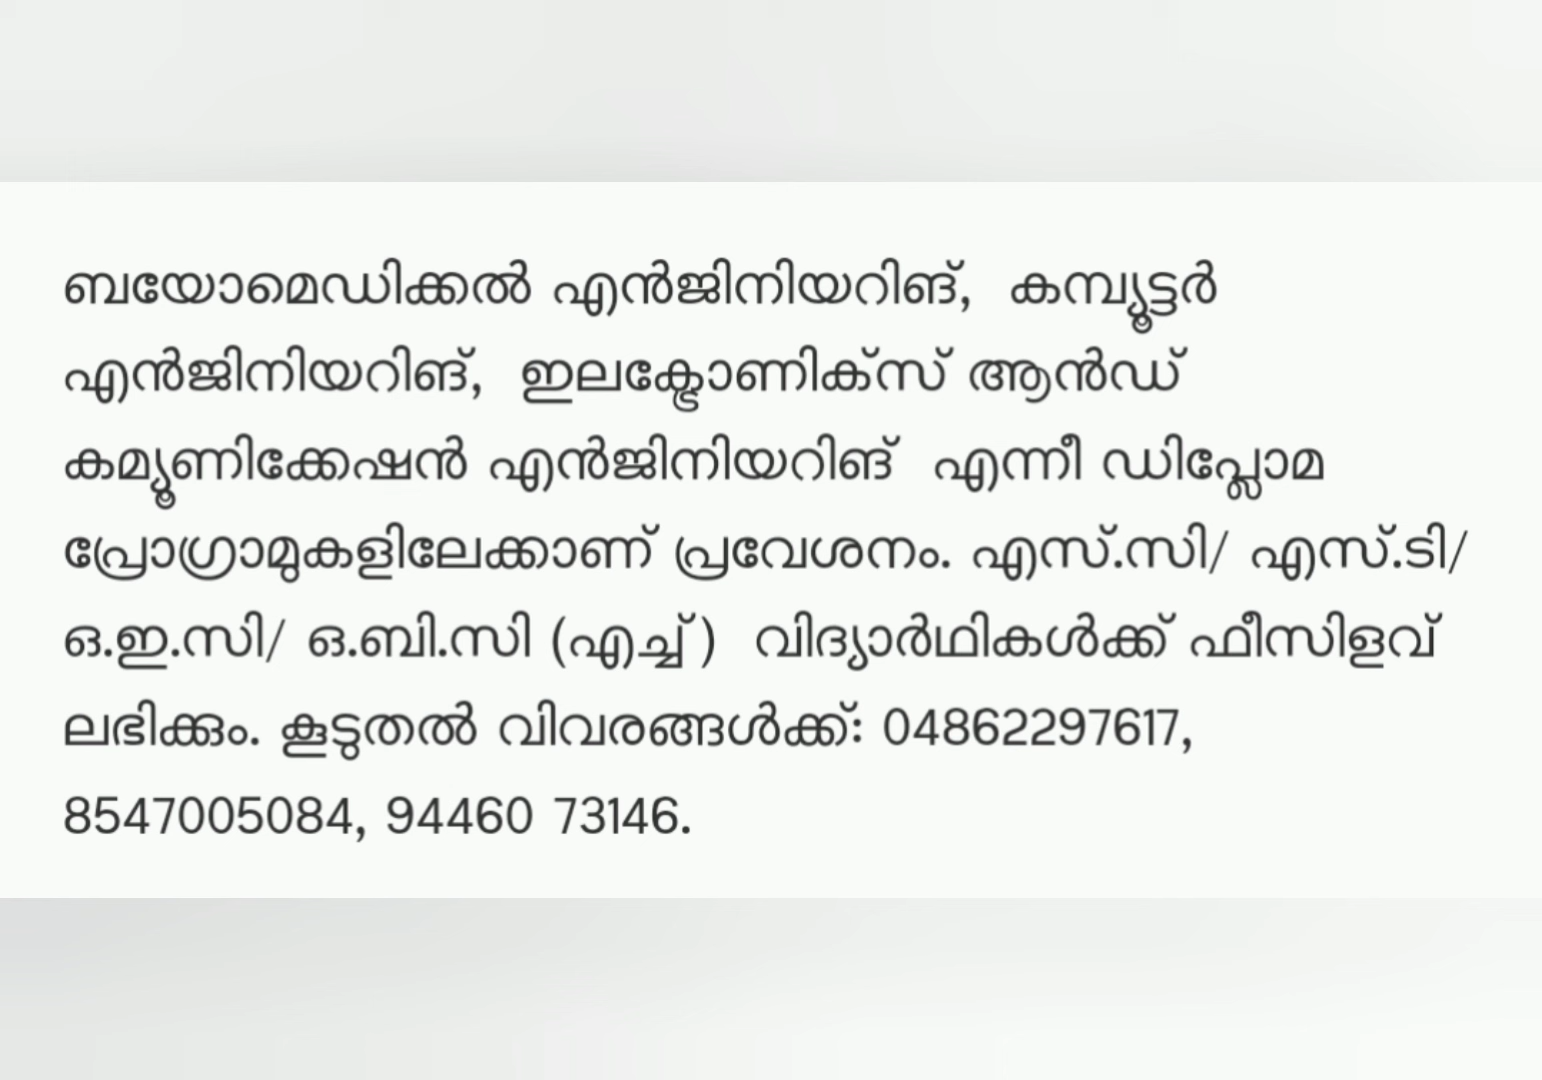 ബയോമെഡിക്കൽ എൻജിനിയറിങ്, കമ്പ്യൂട്ടർ
എൻജിനിയറിങ്, ഇലക്ട്രോണിക്സ് ആൻഡ്
കമ്യൂണിക്കേഷൻ എൻജിനിയറിങ് എന്നീ ഡിപ്ലോമ
പ്രോഗ്രാമുകളിലേക്കാണ് പ്രവേശനം. എസ്.സി/ എസ്.ടി/
ഒ.ഇ.സി/ ഒ.ബി.സി (എച്ച് ) വിദ്യാർഥികൾക്ക് ഫീസിളവ്
ലഭിക്കും. കൂടുതൽ വിവരങ്ങൾക്ക്: 04862297617,
8547005084, 94460 73146.